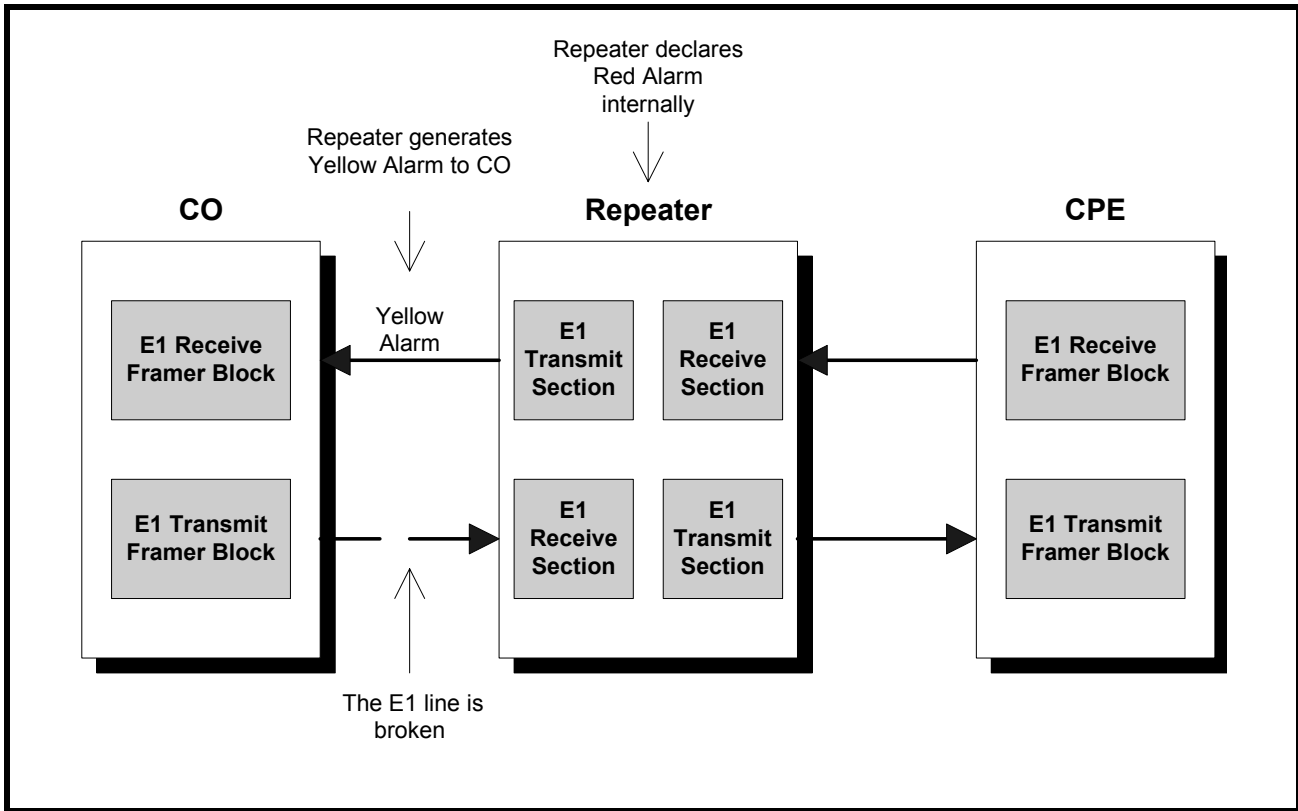 Repeater declares
Red Alarm
internally
Repeater generates
Yellow Alarm to CO
CO
Repeater
CPE
E1 Receive
Framer Block
Yellow
Alarm
E1
Transmit
Section
E1
Receive
Section
E1 Receive
Framer Block
E1 Transmit
Framer Block
E1
Receive
Section
E1
Transmit
Section
E1 Transmit
Framer Block
The E1 line is
broken